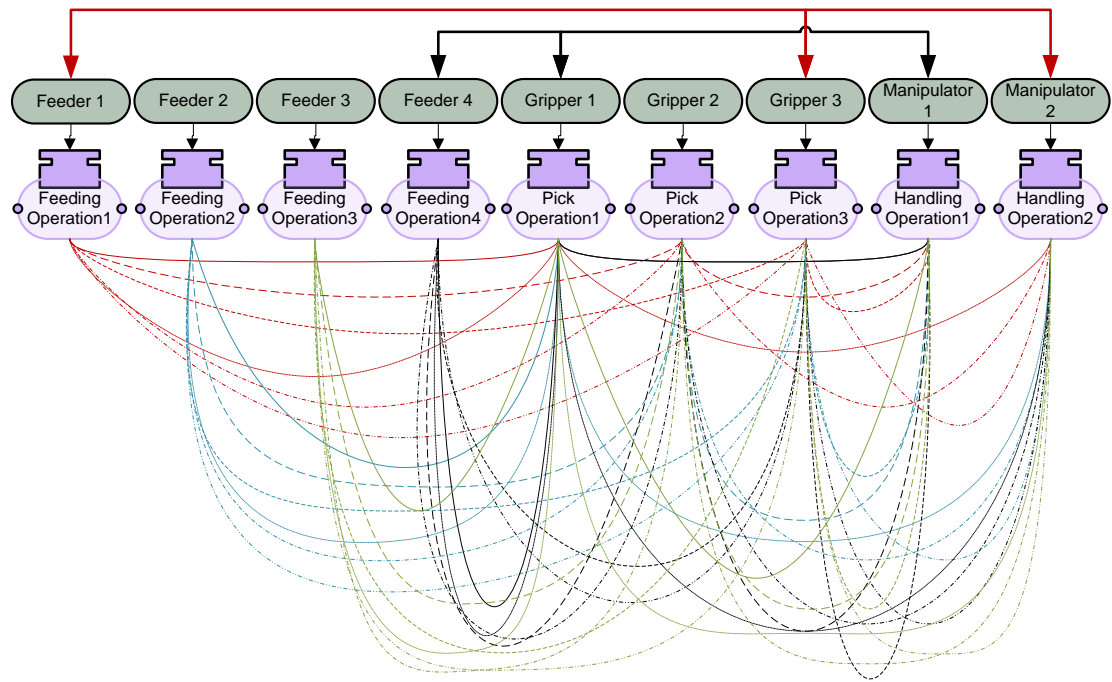 Feeder 1
Feeder 2
Feeder 3
Feeder 4
Gripper 1
Gripper 2
Gripper 3
Manipulator
1
Manipulator
2
Feeding
Operation1
Feeding
Operation2
Feeding
Operation3
Feeding
Operation4
Pick
Operation1
Pick
Operation2
Pick
Operation3
Handling
Operation1
Handling
Operation2